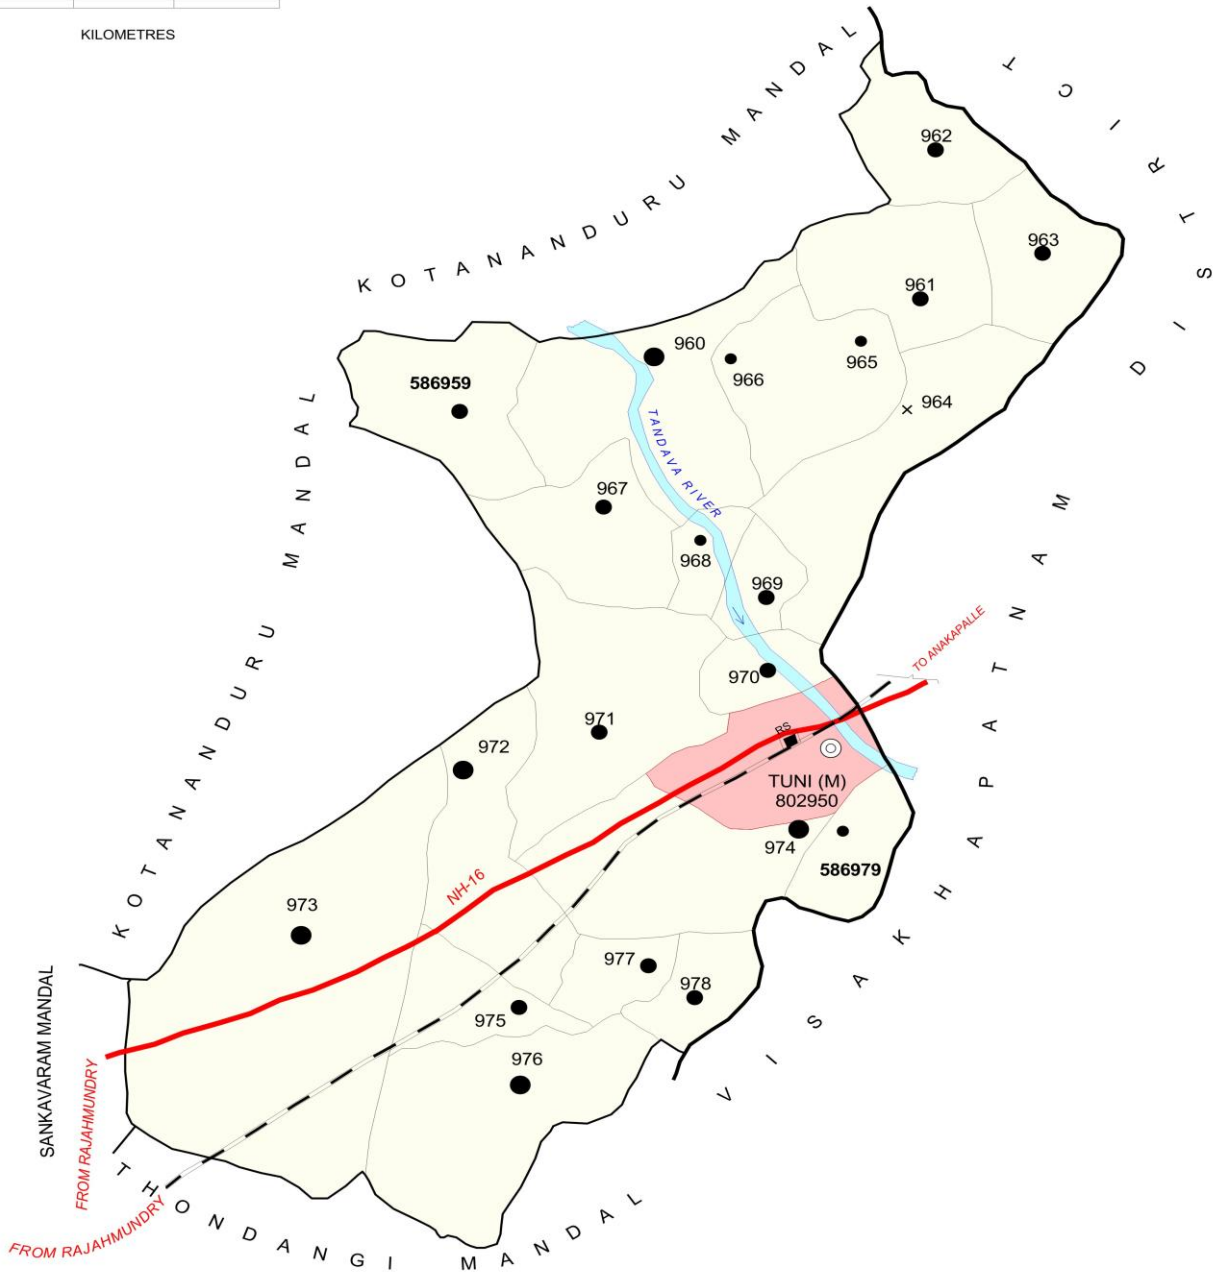 KILOMETRES
KOTANANDURU MANDAL
DISTRICT
962
963
961
960
965
966
586959
964
TANDAVA RIVER
967
968
969
KOTANANDURU MANDAL
TO ANAKAPALLE
970
971
RS
972
TUNI (M)
802950
974
586979
VISAKHAPATNAM
NH-16
973
977
978
975
976
SANKAVARAM MANDAL
FROM RAJAHMUNDRY
FROM RAJAHMUNDRY
THONDANGI MANDAL